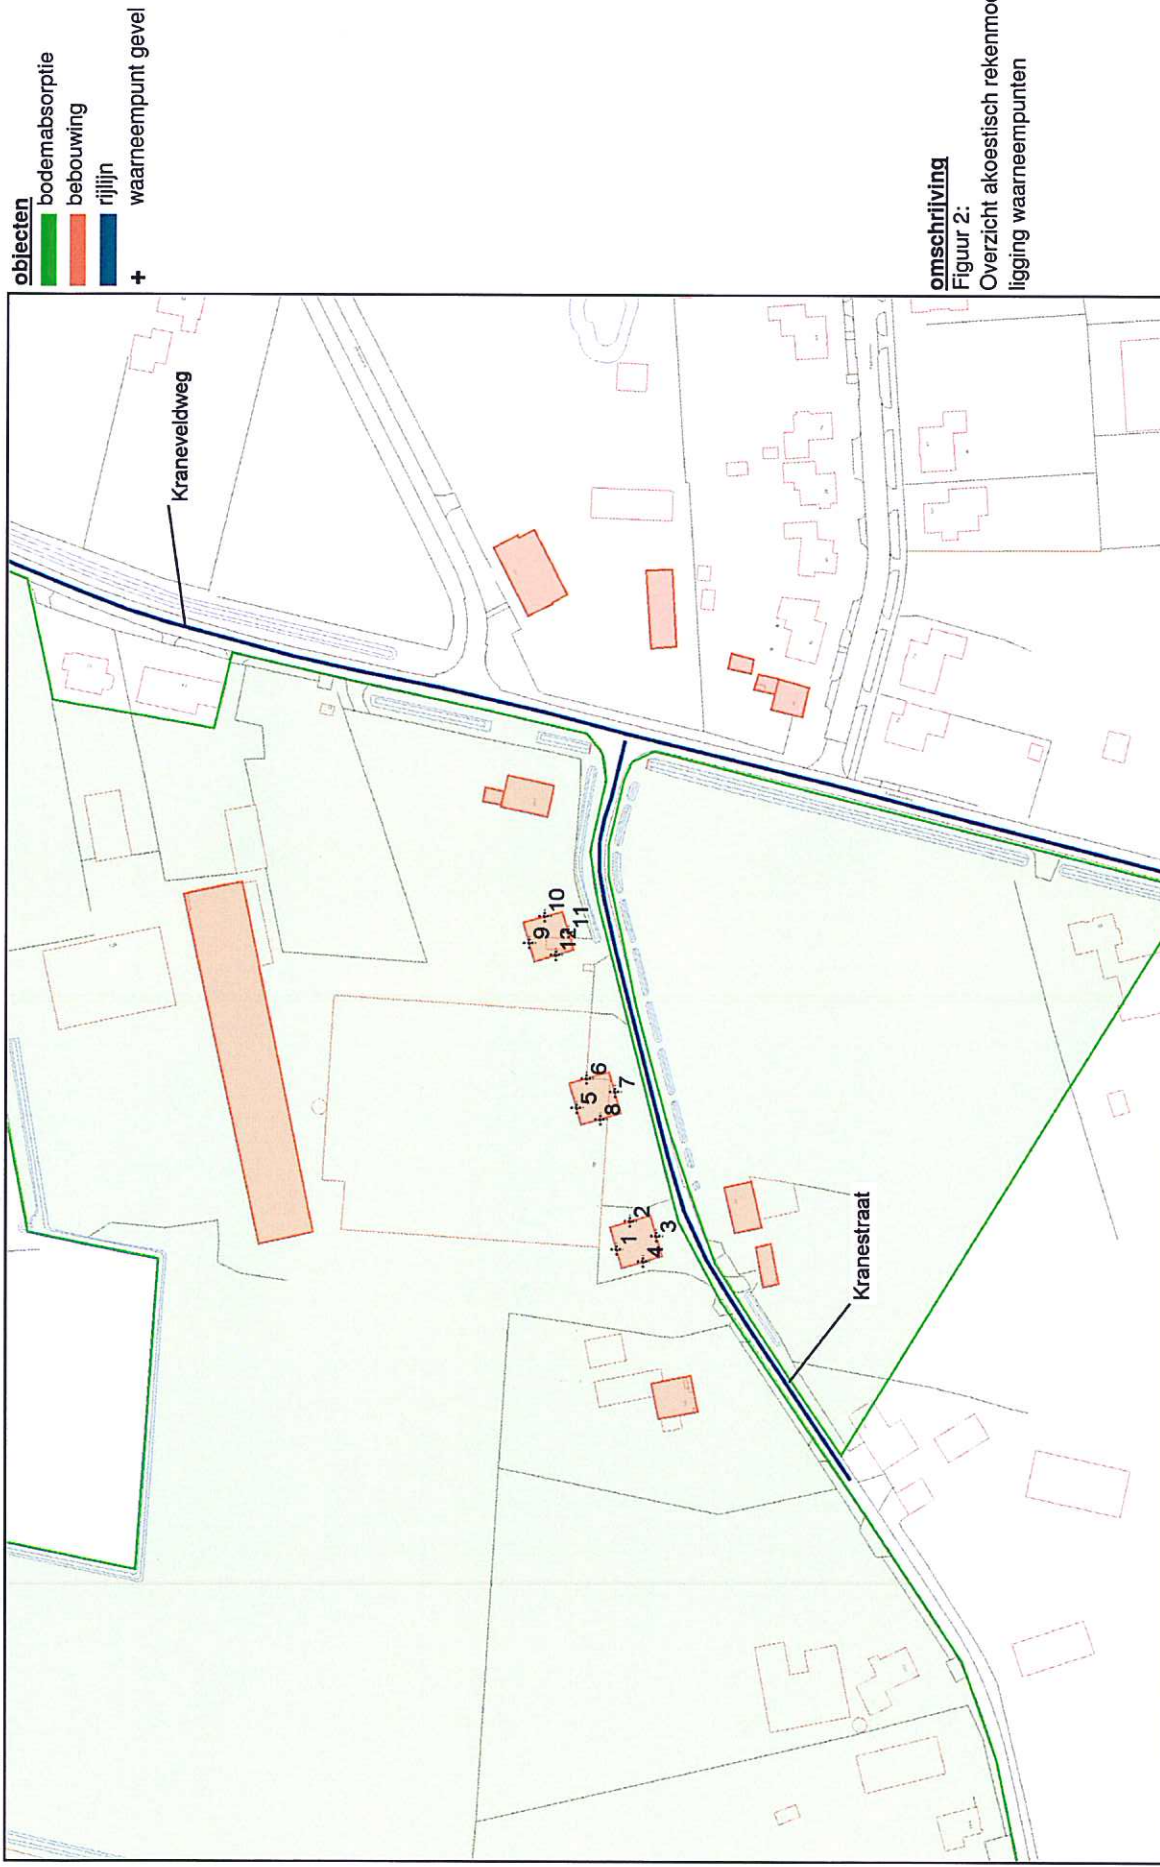 objecten
bodemabsorptie
bebouwing
rijlijn
+ waarneempunt gevel
Kraneveldweg
Kranestraat
9
10
11
12
5
6
7
8
1
2
3
4
omschrijving
Figuur 2:
Overzicht akoestisch
ligging waarneempunten